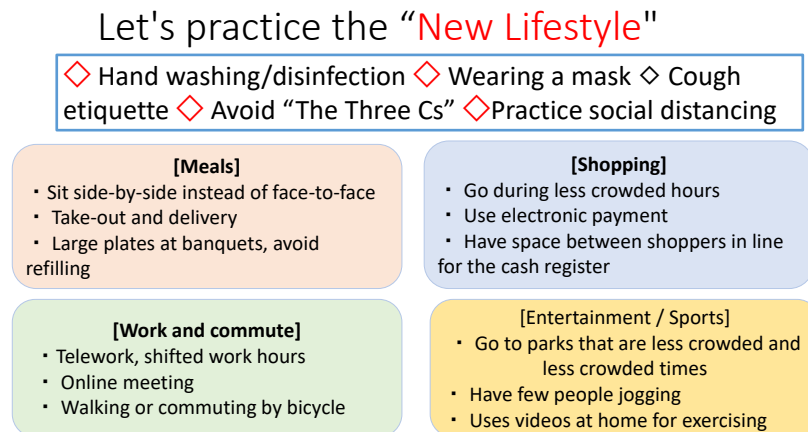 Let's practice the “New Lifestyle"
◇ Hand washing/disinfection ◇ Wearing a mask ◇ Cough
etiquette ◇ Avoid “The Three Cs” ◇Practice social distancing
[Meals]
・Sit side-by-side instead of face-to-face
・ Take-out and delivery
・ Large plates at banquets, avoid
refilling
[Shopping]
・ Go during less crowded hours
・ Use electronic payment
・ Have space between shoppers in line
for the cash register
[Work and commute]
・ Telework, shifted work hours
・ Online meeting
・ Walking or commuting by bicycle
[Entertainment / Sports]
・ Go to parks that are less crowded and
less crowded times
・ Have few people jogging
・ Uses videos at home for exercising